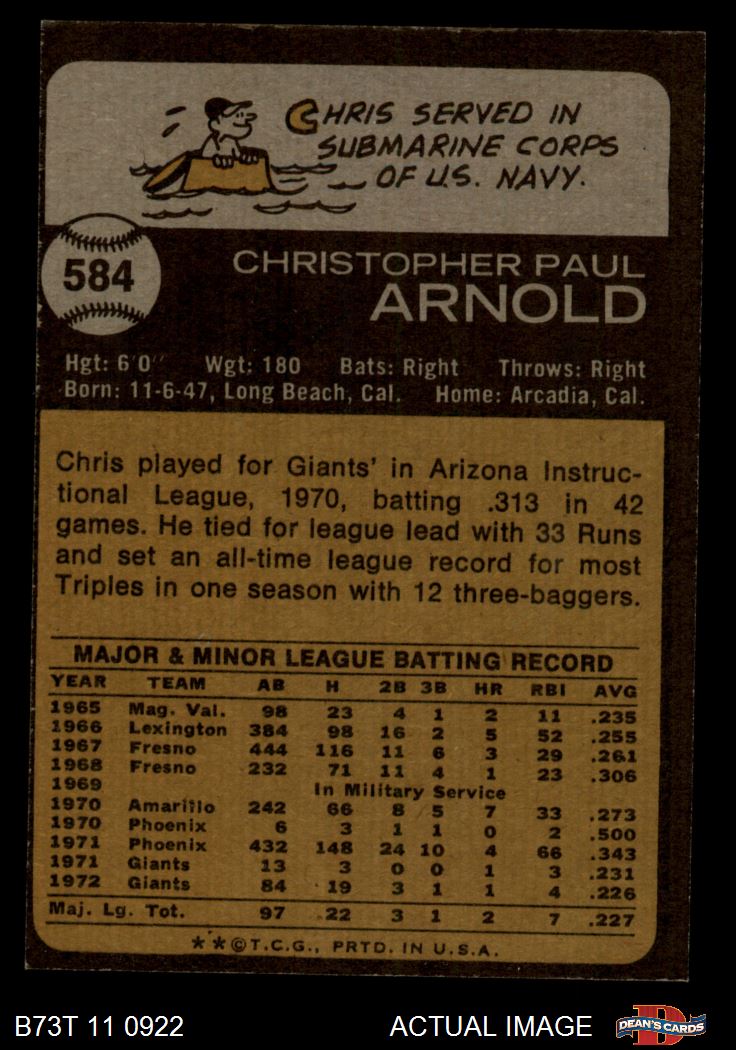 CHRIS SERVED IN
SUBMARINE CORPS
OF U.S. NAVY.
584
CHRISTOPHER PAUL
ARNOLD
Hgt: 6'0" Wgt: 180 Bats: Right Throws: Right
Born: 11-6-47, Long Beach, Cal. Home: Arcadia, Cal.
Chris played for Giants' in Arizona Instruc-
tional League, 1970, batting .313 in 42
games. He tied for league lead with 33 Runs
and set an all-time league record for most
Triples in one season with 12 three-baggers.
MAJOR & MINOR LEAGUE BATTING RECORD
YEAR TEAM AB H 2B 3B HR RBI AVG
1965 Mag. Val. 98 23 4 1 2 11 .235
1966 Lexington 384 98 16 2 5 52 .255
1967 Fresno 444 116 11 6 3 29 .261
1968 Fresno 232 71 11 4 1 23 .306
1969 In Military Service
1970 Amarillo 242 66 8 5 7 33 .273
1970 Phoenix 6 3 1 1 0 2 .500
1971 Phoenix 432 148 24 10 4 66 .343
1971 Giants 13 3 0 0 1 3 .231
1972 Giants 84 19 3 1 1 4 .226
Maj. Lg. Tot. 97 22 3 1 2 7 .227
**©T.C.G., PRTD. IN U.S.A.
B73T 11 0922 ACTUAL IMAGE
D
DEAN'S CARDS